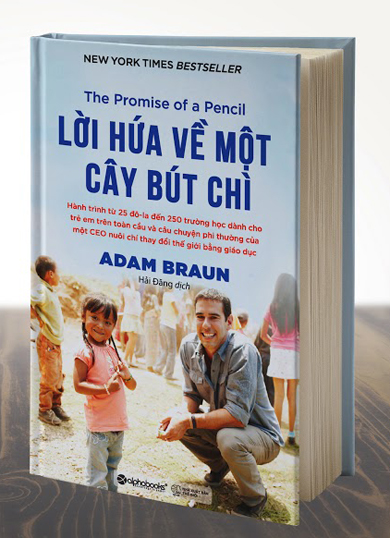 NEW YORK TIMES BESTSELLER
The Promise of a Pencil
LỜI HỨA VỀ MỘT
CÂY BÚT CHÌ
Hành trình từ 25 đô-la đến 250 trường học dành cho
trẻ em trên toàn cầu và câu chuyện phi thường của
một CEO nuôi chí thay đổi thế giới bằng giáo dục
ADAM BRAUN
Hải Đăng dịch
alphabooks